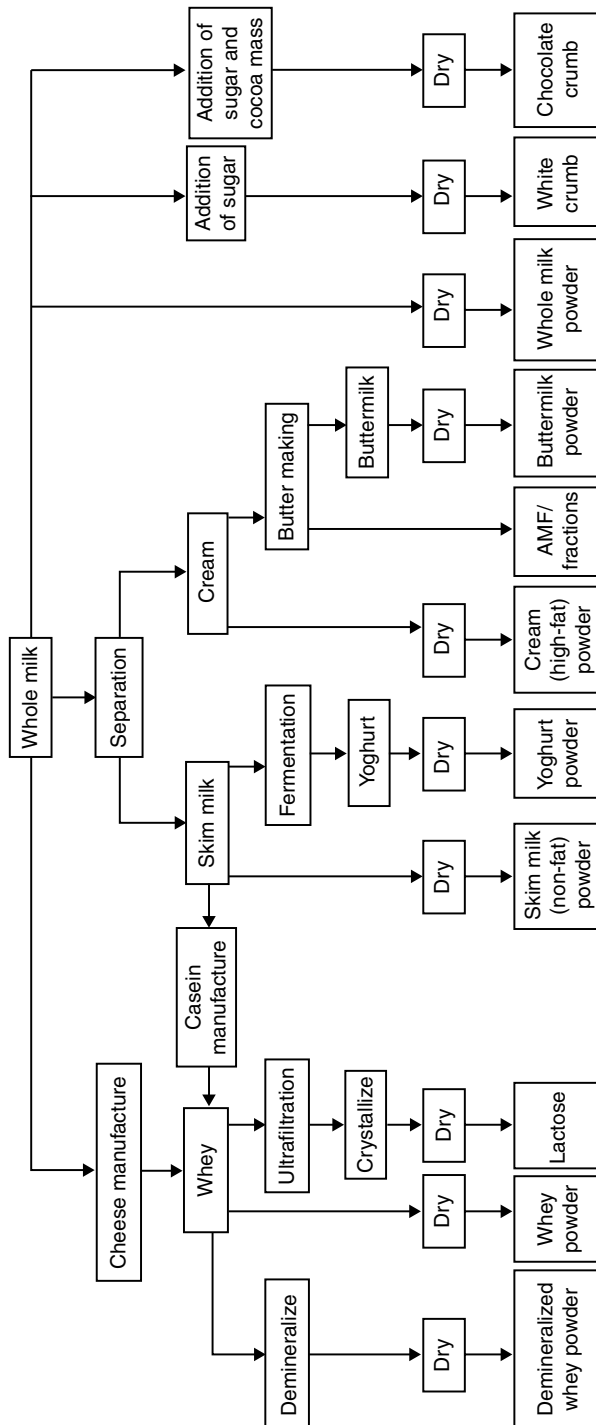 Whole milk
Cheese manufacture
Separation
Whey
Casein
manufacture
Skim milk
Cream
Addition
of sugar
Addition of
sugar and
cocoa mass
Demineralize
Ultrafiltration
Fermentation
Butter making
Crystallize
Yoghurt
Buttermilk
Dry
Dry
Dry
Dry
Dry
Dry
Dry
Dry
Dry
Dry
Demineralized
whey powder
Whey
powder
Lactose
Skim milk
(non-fat)
powder
Yoghurt
powder
Cream
(high-fat)
powder
AMF/
fractions
Buttermilk
powder
Whole milk
powder
White
crumb
Chocolate
crumb